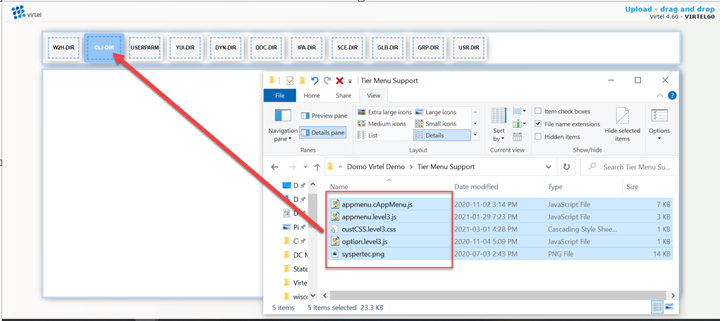 virtel
Upload - drag and drop
Virtel 4.60 - VIRTEL60
W2H-DIR CLI-DIR USERPARM YUI-DIR DYN-DIR DOC-DIR IPA-DIR SCE-DIR GLB-DIR GRP-DIR USR-DIR
Tier Menu Support
File Home Share View
Navigation pane
Preview pane
Details pane
Panes
Extra large icons Large icons
Medium icons Small icons
List Details
Layout
Sort by
Current view
Item check boxes
File name extensions
Hidden items
Hide selected items
Show/hide
Options
Domo Virtel Demo > Tier Menu Support
Search Tier Menu Support
Name Date modified Type Size
appmenu.cAppMenu.js 2020-11-02 3:14 PM JavaScript File 7 KB
appmenu.level3.js 2021-01-29 7:23 PM JavaScript File 3 KB
custCSS.level3.css 2021-03-01 4:28 PM Cascading Style Shee... 2 KB
option.level3.js 2020-11-04 5:09 PM JavaScript File 1 KB
syspertec.png 2020-07-03 2:43 PM PNG File 14 KB
D
D
D
Pi
Ci
DC M
State
Virte
wisco
5 items 5 items selected 23.3 KB